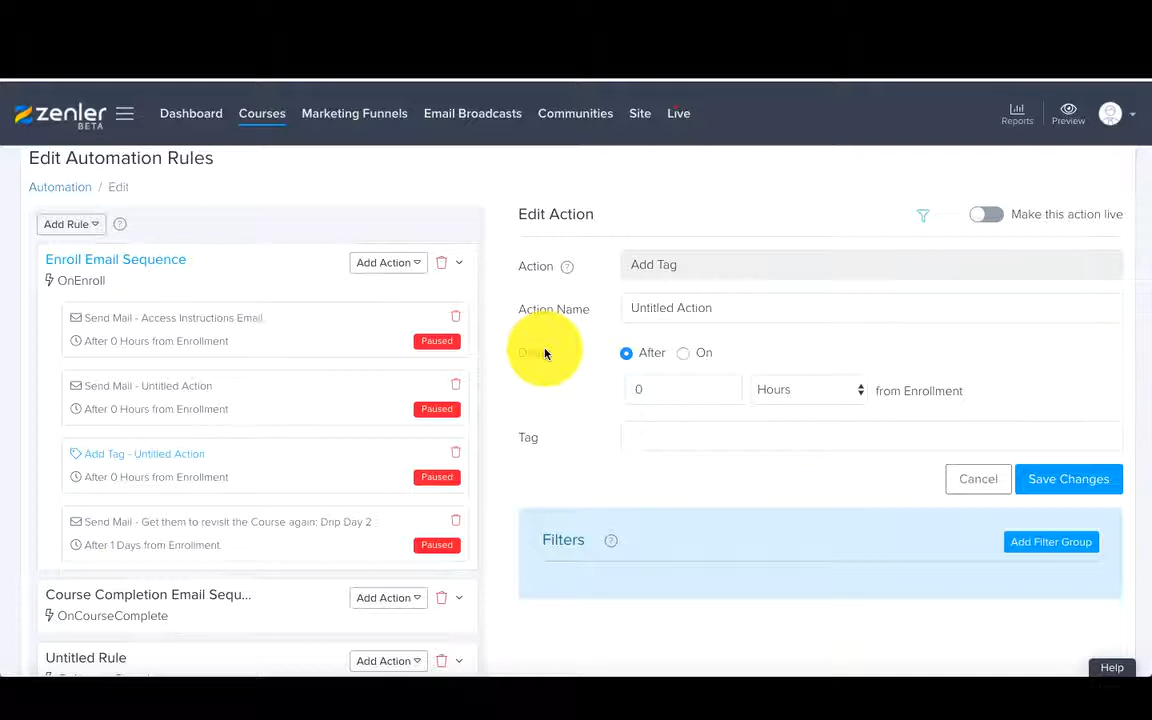 zenler
BETA
Dashboard Courses Marketing Funnels Email Broadcasts Communities Site Live
Reports Preview
Edit Automation Rules
Automation / Edit
Add Rule ?
Enroll Email Sequence Add Action
OnEnroll
Send Mail - Access Instructions Email
After 0 Hours from Enrollment Paused
Send Mail - Untitled Action
After 0 Hours from Enrollment Paused
Add Tag - Untitled Action
After 0 Hours from Enrollment Paused
Send Mail - Get them to revisit the Course again: Drip Day 2
After 1 Days from Enrollment Paused
Course Completion Email Sequ... Add Action
OnCourseComplete
Untitled Rule Add Action
Edit Action Make this action live
Action ? Add Tag
Action Name Untitled Action
After On
0 Hours from Enrollment
Tag
Cancel Save Changes
Filters ? Add Filter Group
Help